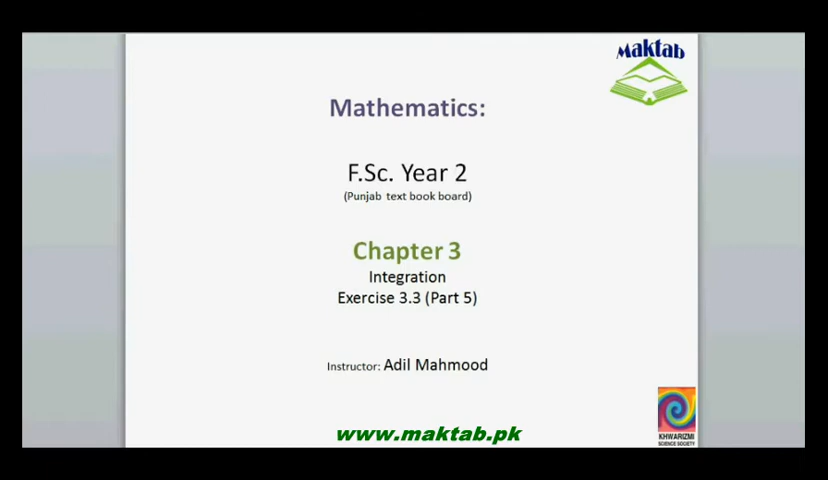 Maktab
Mathematics:
F.Sc. Year 2
(Punjab text book board)
Chapter 3
Integration
Exercise 3.3 (Part 5)
Instructor: Adil Mahmood
www.maktab.pk
KHWARIZMI
SCIENCE SOCIETY